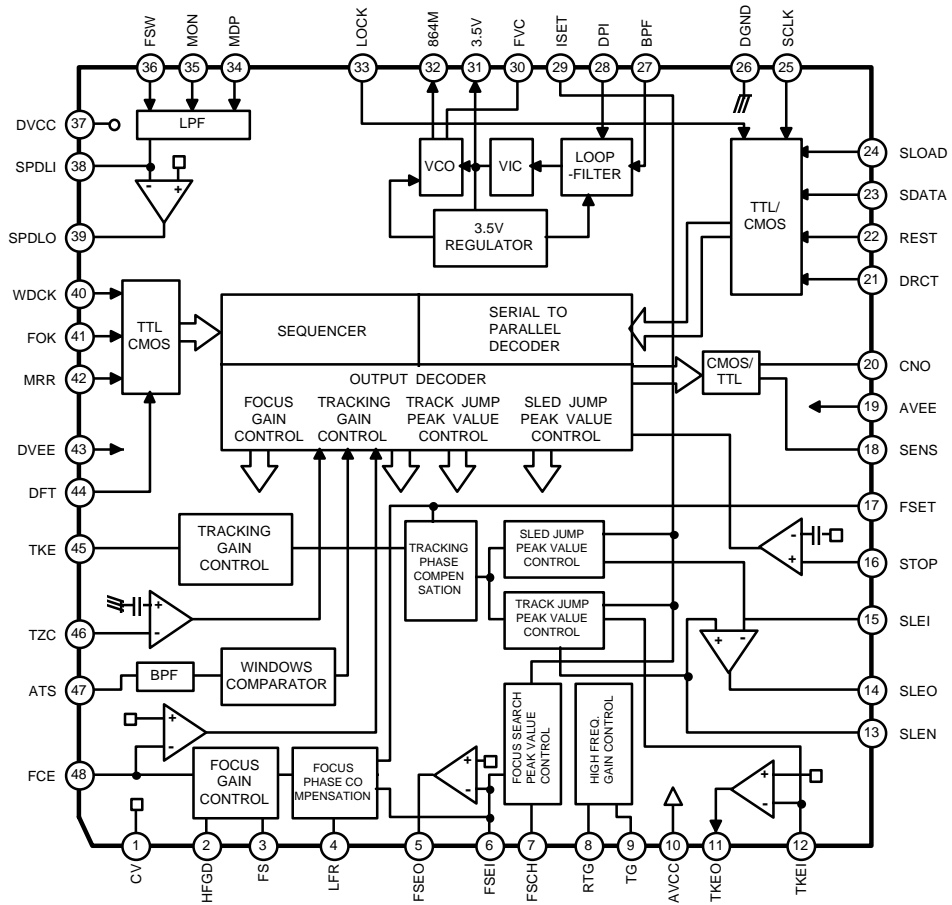 FSW
MON
MDP
LOCK
864M
3.5V
FVC
ISET
DPI
BPF
DGND
SCLK
36
35
34
33
32
31
30
29
28
27
26
25
DVCC
37
LPF
SPDLI
38
-
+
VCO
VIC
LOOP
-FILTER
TTL/
CMOS
24
SLOAD
23
SDATA
SPDLO
39
3.5V
REGULATOR
22
REST
21
DRCT
WDCK
40
FOK
41
MRR
42
TTL
CMOS
SEQUENCER
SERIAL TO
PARALLEL
DECODER
OUTPUT DECODER
FOCUS
GAIN
CONTROL
TRACKING
GAIN
CONTROL
TRACK JUMP
PEAK VALUE
CONTROL
SLED JUMP
PEAK VALUE
CONTROL
CMOS/
TTL
20
CNO
19
AVEE
18
SENS
DVEE
43
DFT
44
17
FSET
TKE
45
TRACKING
GAIN
CONTROL
TRACKING
PHASE
COMPEN
SATION
SLED JUMP
PEAK VALUE
CONTROL
-
+
16
STOP
TRACK JUMP
PEAK VALUE
CONTROL
15
SLEI
+
-
TZC
46
+
-
14
SLEO
ATS
47
BPF
WINDOWS
COMPARATOR
13
SLEN
+
-
FCE
48
FOCUS
GAIN
CONTROL
FOCUS
PHASE CO
MPENSATION
+
-
FOCUS SEARCH
PEAK VALUE
CONTROL
HIGH FREQ.
GAIN CONTROL
+
-
1
2
3
4
5
6
7
8
9
10
11
12
CV
HFGD
FS
LFR
FSEO
FSEI
FSCH
RTG
TG
AVCC
TKEO
TKEI